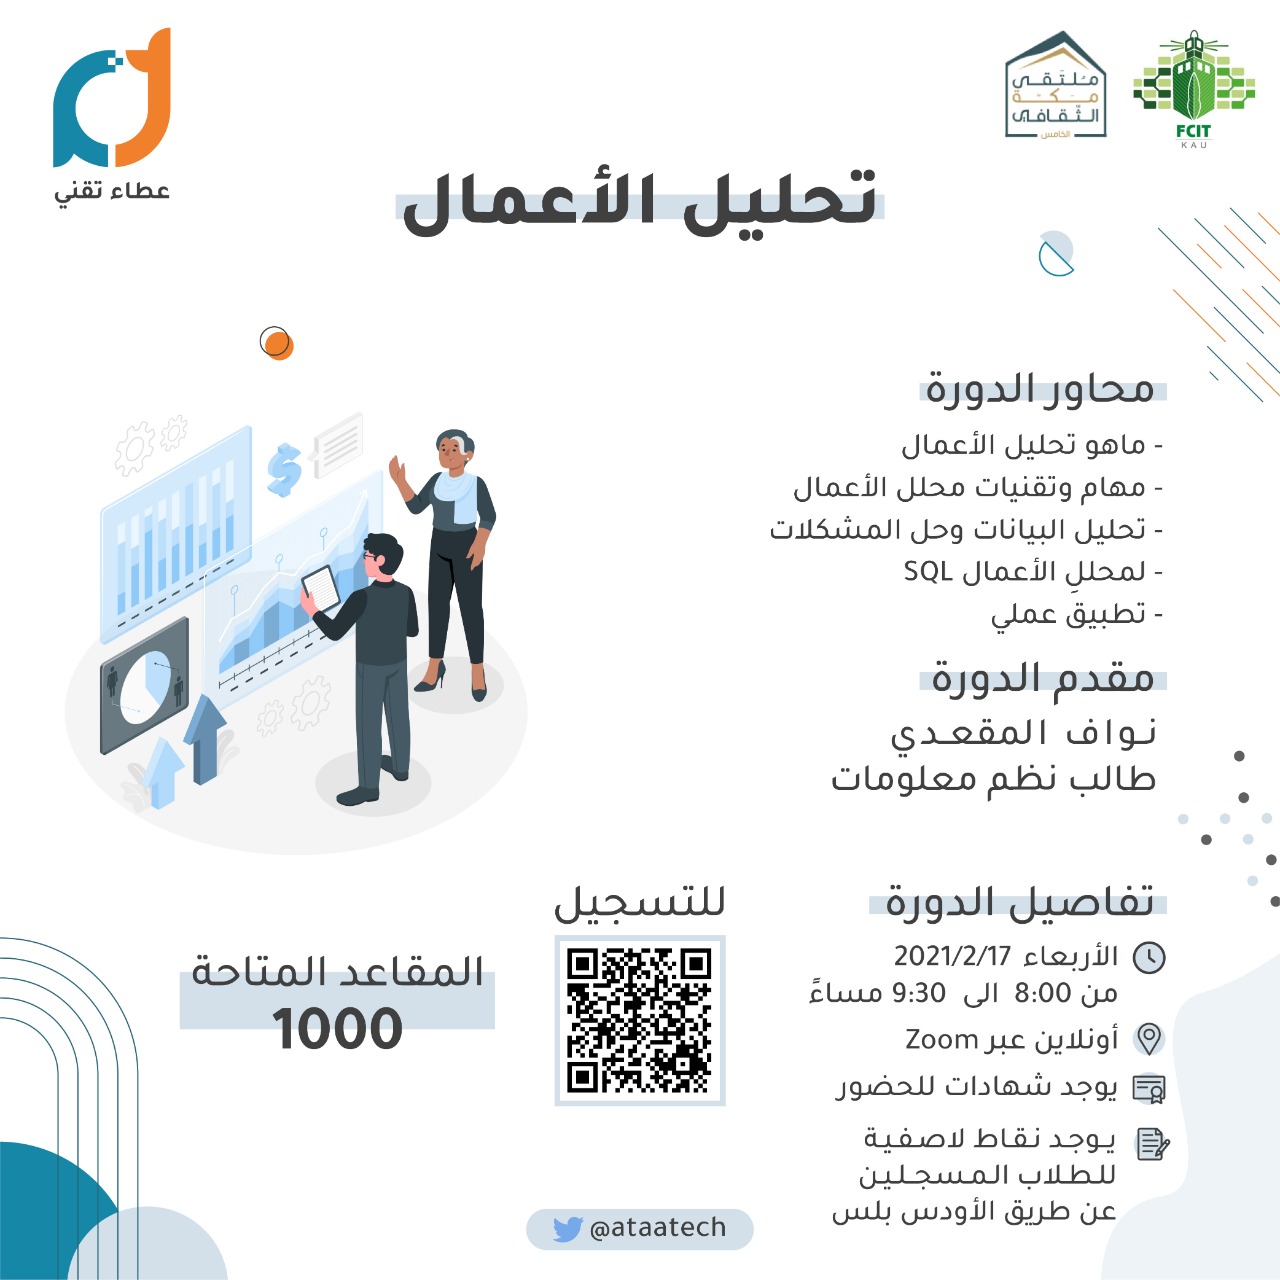 عطاء تقني
ملتقى
مكة
الثقافي
الخامس
FCIT
KAU
تحليل الأعمال
محاور الدورة
- ماهو تحليل الأعمال
- مهام وتقنيات محلل الأعمال
- تحليل البيانات وحل المشكلات
- لمحللِ الأعمال SQL
- تطبيق عملي
مقدم الدورة
نواف المقعدي
طالب نظم معلومات
تفاصيل الدورة
الأربعاء 2021/2/17
من 8:00 الى 9:30 مساءً
أونلاين عبر Zoom
يوجد شهادات للحضور
يوجد نقاط لاصفية
للطلاب المسجلين
عن طريق الأودس بلس
للتسجيل
المقاعد المتاحة
1000
@ataatech